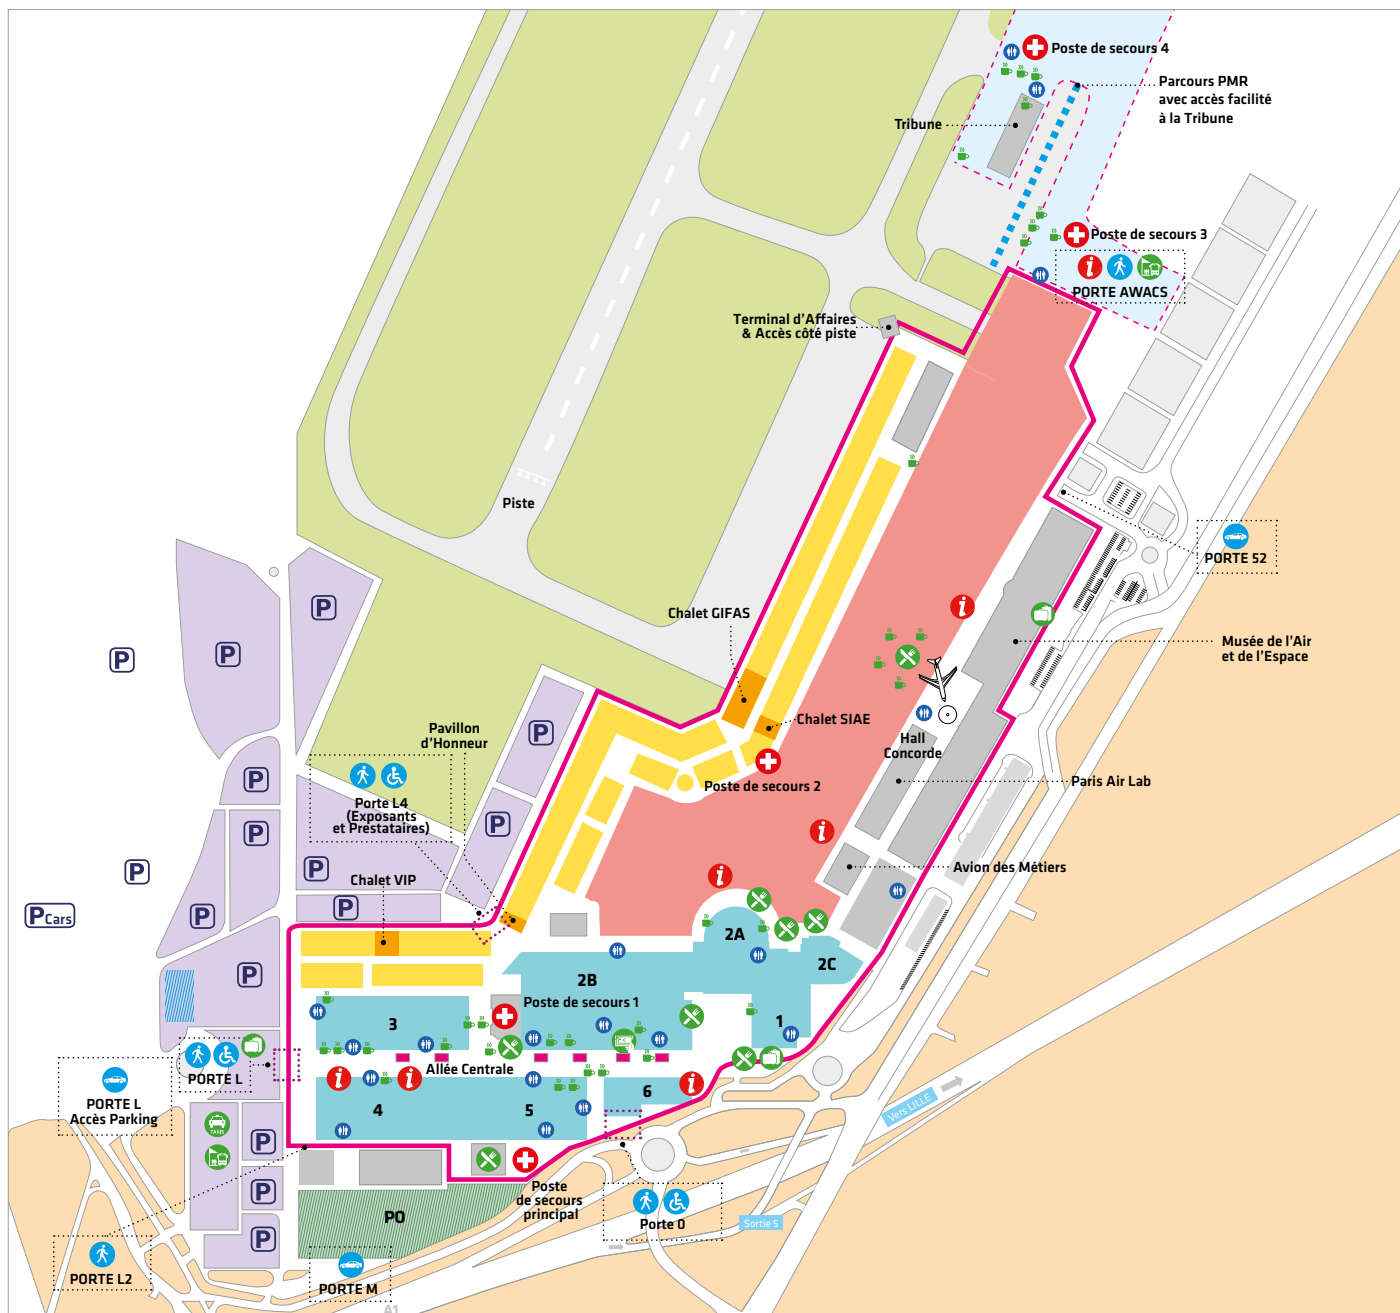 Poste de secours 4
Parcours PMR
avec accès facilité
à la Tribune
Tribune
Poste de secours 3
PORTE AWACS
Terminal d'Affaires
& Accès côté piste
Piste
PORTE 52
Chalet GIFAS
Musée de l'Air
et de l'Espace
P
P
P
Chalet SIAE
Pavillon
d'Honneur
P
Hall
Concorde
Porte L4
(Exposants
et Prestataires)
P
Poste de secours 2
Paris Air Lab
P
P
P
P
P
Avion des Métiers
Chalet VIP
P
P
P Cars
2A
2C
2B
P
Poste de secours 1
3
1
Allée Centrale
PORTE L
PORTE L
Accès Parking
6
4
5
Vers LILLE
TAXIS
P
P
Poste
de secours
principal
PO
Porte O
Sortie 5
P
PORTE L2
PORTE M
A1